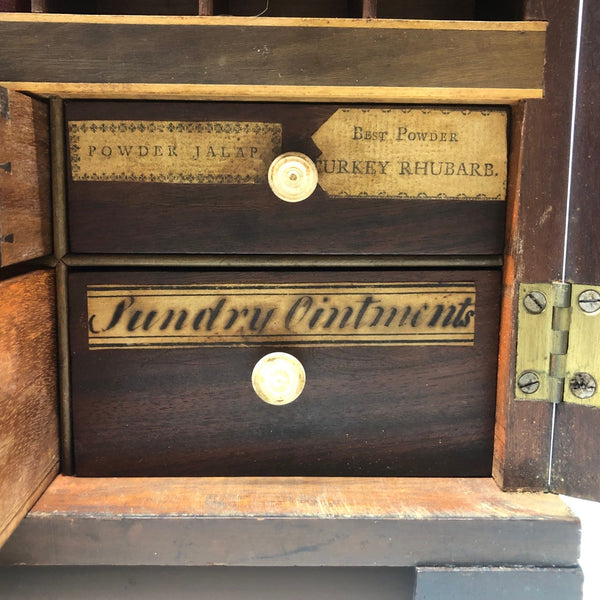 POWDER JALAP.
BEST POWDER
TURKEY RHUBARB.
Sundry Ointments